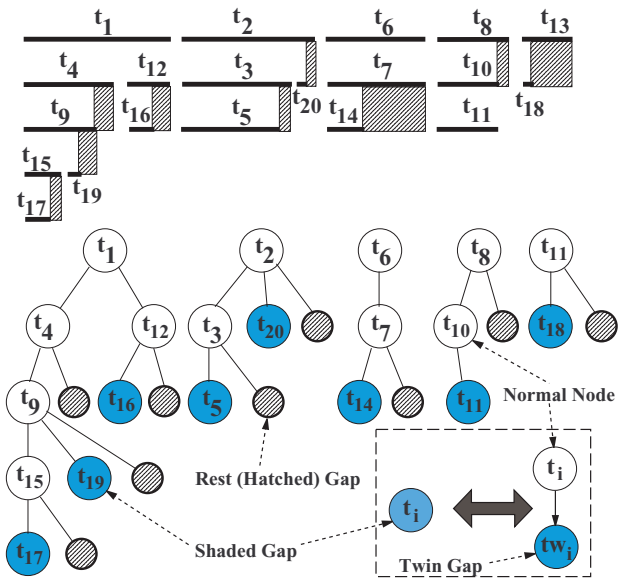 t1 t2 t6 t8 t13
t4 t12 t3 t20 t7 t10 t18
t9 t16 t5 t14 t11
t15 t19
t17
t1 t2 t6 t8 t11
t4 t12 t3 t20 t7 t10 t18
t9 t16 t5 t14 t11
Normal Node
t15 t19 Rest (Hatched) Gap ti
ti
t17 Shaded Gap twi
Twin Gap